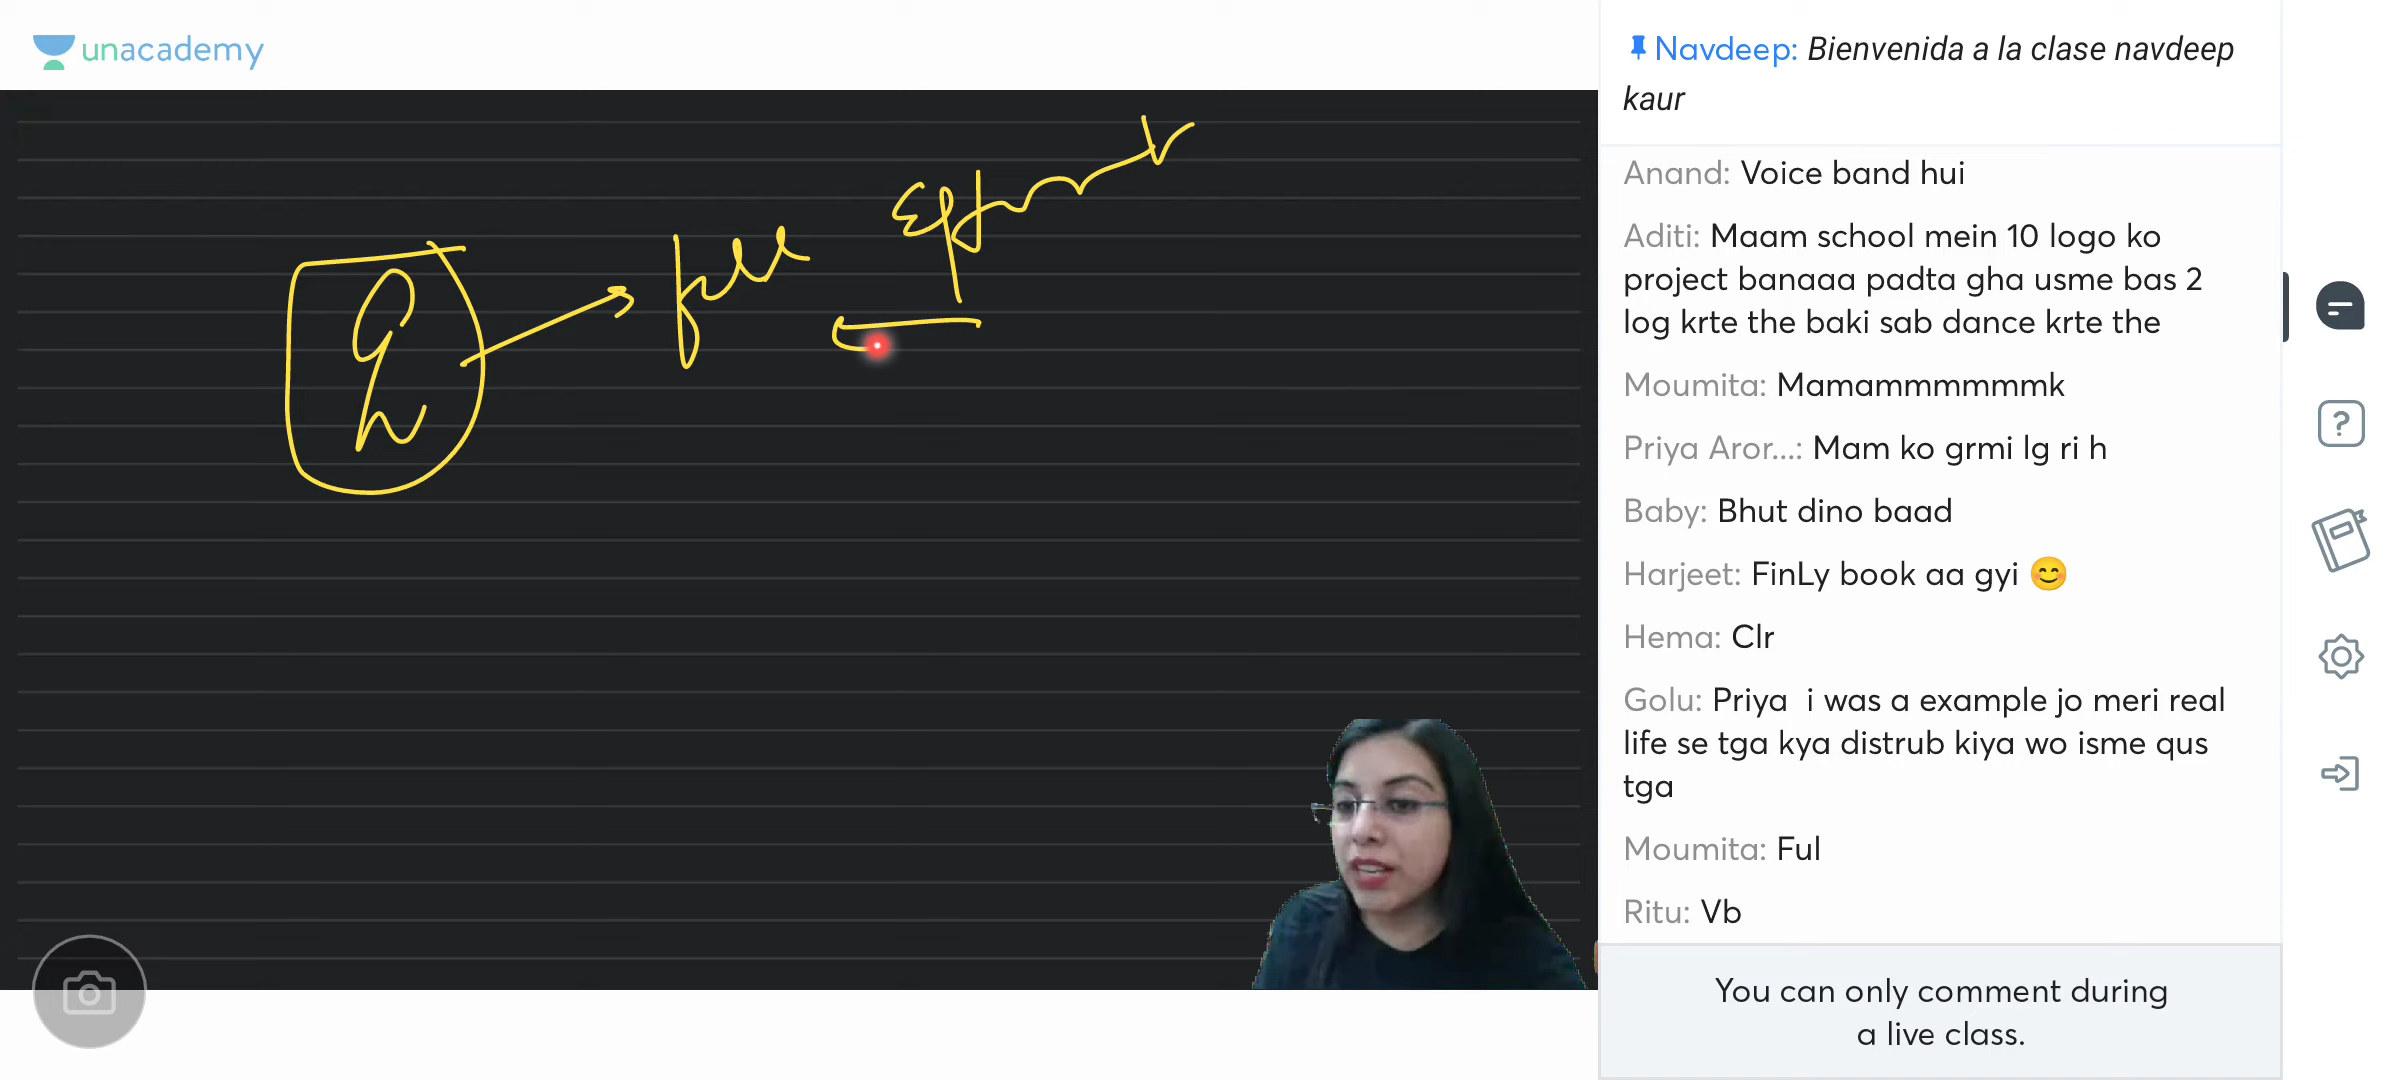 unacademy
Efforts
full
Navdeep: Bienvenida a la clase navdeep
kaur
Anand: Voice band hui
Aditi: Maam school mein 10 logo ko
project banaaa padta gha usme bas 2
log krte the baki sab dance krte the
Moumita: Mamammmmmmk
Priya Aror...: Mam ko grmi lg ri h
Baby: Bhut dino baad
Harjeet: FinLy book aa gyi 😊
Hema: Clr
Golu: Priya  i was a example jo meri real
life se tga kya distrub kiya wo isme qus
tga
Moumita: Ful
Ritu: Vb
You can only comment during
a live class.